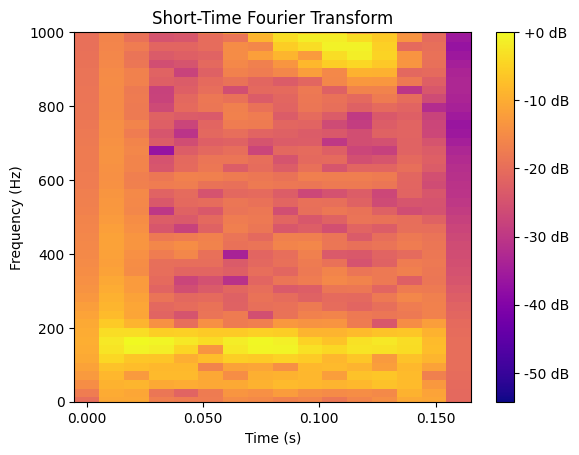 Short-Time Fourier Transform
1000
800
600
400
200
0
Frequency (Hz)
0.000
0.050
0.100
0.150
Time (s)
+0 dB
-10 dB
-20 dB
-30 dB
-40 dB
-50 dB